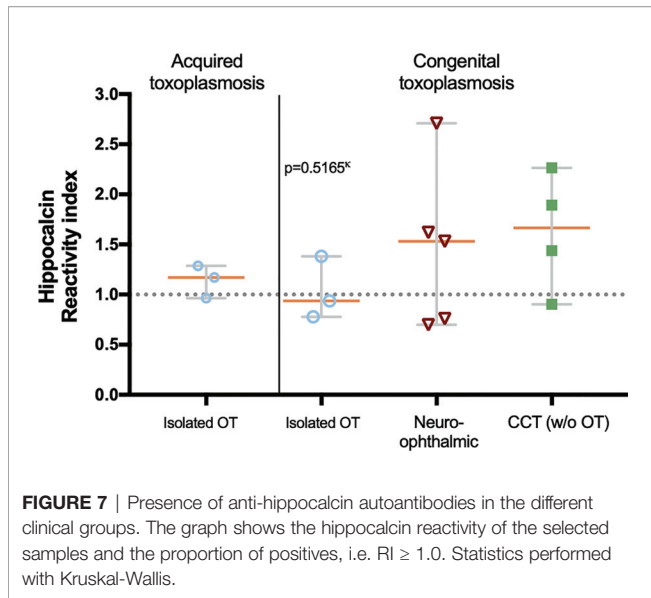 Acquired
toxoplasmosis
Congenital
toxoplasmosis
Hippocalcin
Reactivity index
3.0
2.5
2.0
1.5
1.0
0.5
0.0
p=0.5165ᴷ
Isolated OT
Isolated OT
Neuro-
ophthalmic
CCT (w/o OT)
FIGURE 7 | Presence of anti-hippocalcin autoantibodies in the different
clinical groups. The graph shows the hippocalcin reactivity of the selected
samples and the proportion of positives, i.e. RI ≥ 1.0. Statistics performed
with Kruskal-Wallis.